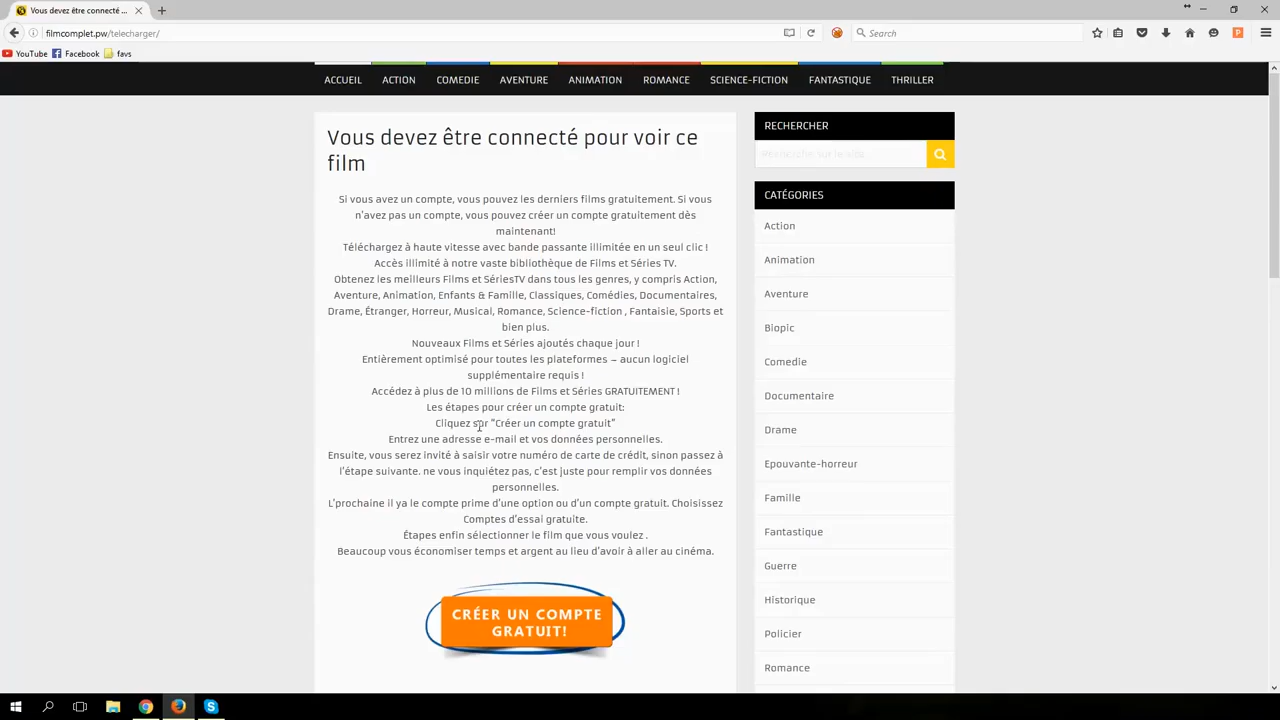 Vous devez être connecté ...
filmcomplet.pw/telecharger/
Search
YouTube
Facebook
favs
ACCUEIL
ACTION
COMEDIE
AVENTURE
ANIMATION
ROMANCE
SCIENCE-FICTION
FANTASTIQUE
THRILLER
Vous devez être connecté pour voir ce
film
Si vous avez un compte, vous pouvez les derniers films gratuitement. Si vous
n'avez pas un compte, vous pouvez créer un compte gratuitement dès
maintenant!
Téléchargez à haute vitesse avec bande passante illimitée en un seul clic !
Accès illimité à notre vaste bibliothèque de Films et Séries TV.
Obtenez les meilleurs Films et SériesTV dans tous les genres, y compris Action,
Aventure, Animation, Enfants & Famille, Classiques, Comédies, Documentaires,
Drame, Étranger, Horreur, Musical, Romance, Science-fiction , Fantaisie, Sports et
bien plus.
Nouveaux Films et Séries ajoutés chaque jour !
Entièrement optimisé pour toutes les plateformes – aucun logiciel
supplémentaire requis !
Accédez à plus de 10 millions de Films et Séries GRATUITEMENT !
Les étapes pour créer un compte gratuit:
Cliquez sur "Créer un compte gratuit"
Entrez une adresse e-mail et vos données personnelles.
Ensuite, vous serez invité à saisir votre numéro de carte de crédit, sinon passez à
l'étape suivante. ne vous inquiétez pas, c'est juste pour remplir vos données
personnelles.
L'prochaine il ya le compte prime d'une option ou d'un compte gratuit. Choisissez
Comptes d'essai gratuite.
Étapes enfin sélectionner le film que vous voulez .
Beaucoup vous économiser temps et argent au lieu d'avoir à aller au cinéma.
CRÉER UN COMPTE
GRATUIT!
RECHERCHER
Rechercher sur le site...
CATÉGORIES
Action
Animation
Aventure
Biopic
Comedie
Documentaire
Drame
Epouvante-horreur
Famille
Fantastique
Guerre
Historique
Policier
Romance